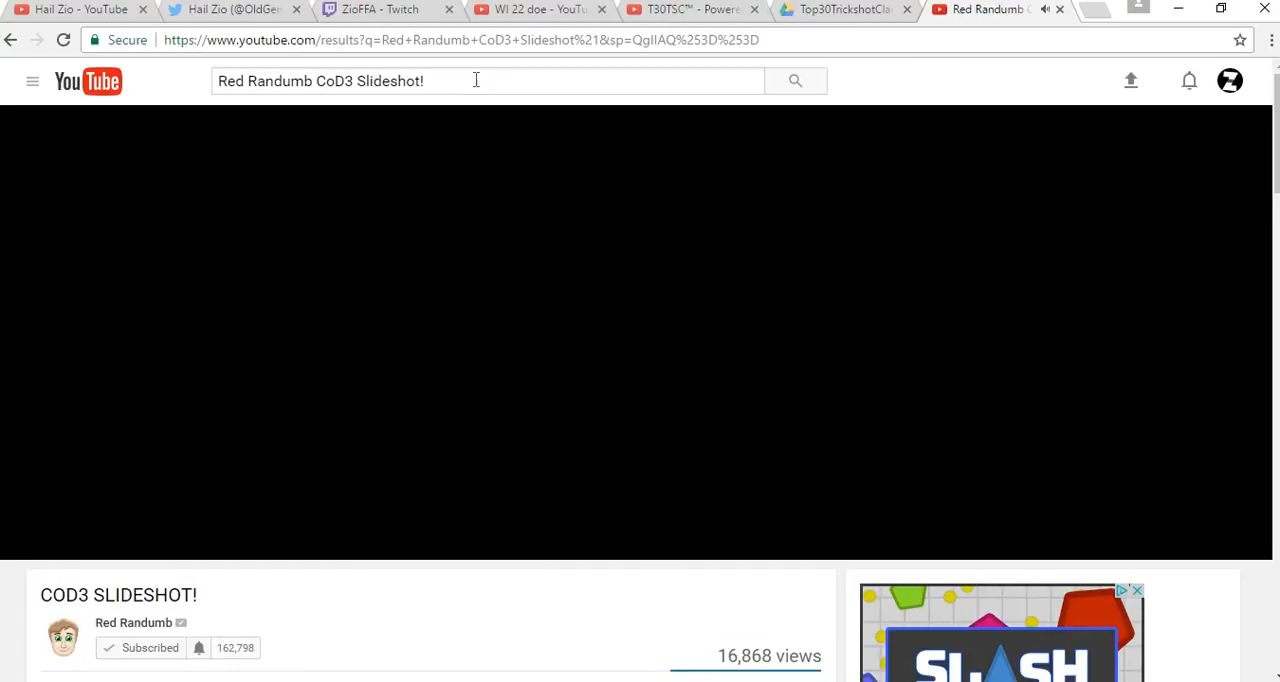 Hail Zio - YouTube
Hail Zio (@OldGen
ZioFFA - Twitch
WI 22 doe - YouTu
T30TSC™ - Powere
Top30TrickshotCla
Red Randumb C
Secure
https://www.youtube.com/results?q=Red+Randumb+CoD3+Slideshot%21&sp=QgIIAQ%253D%253D
YouTube
Red Randumb CoD3 Slideshot!
Z
COD3 SLIDESHOT!
Red Randumb
Subscribed
162,798
16,868 views
SLASH